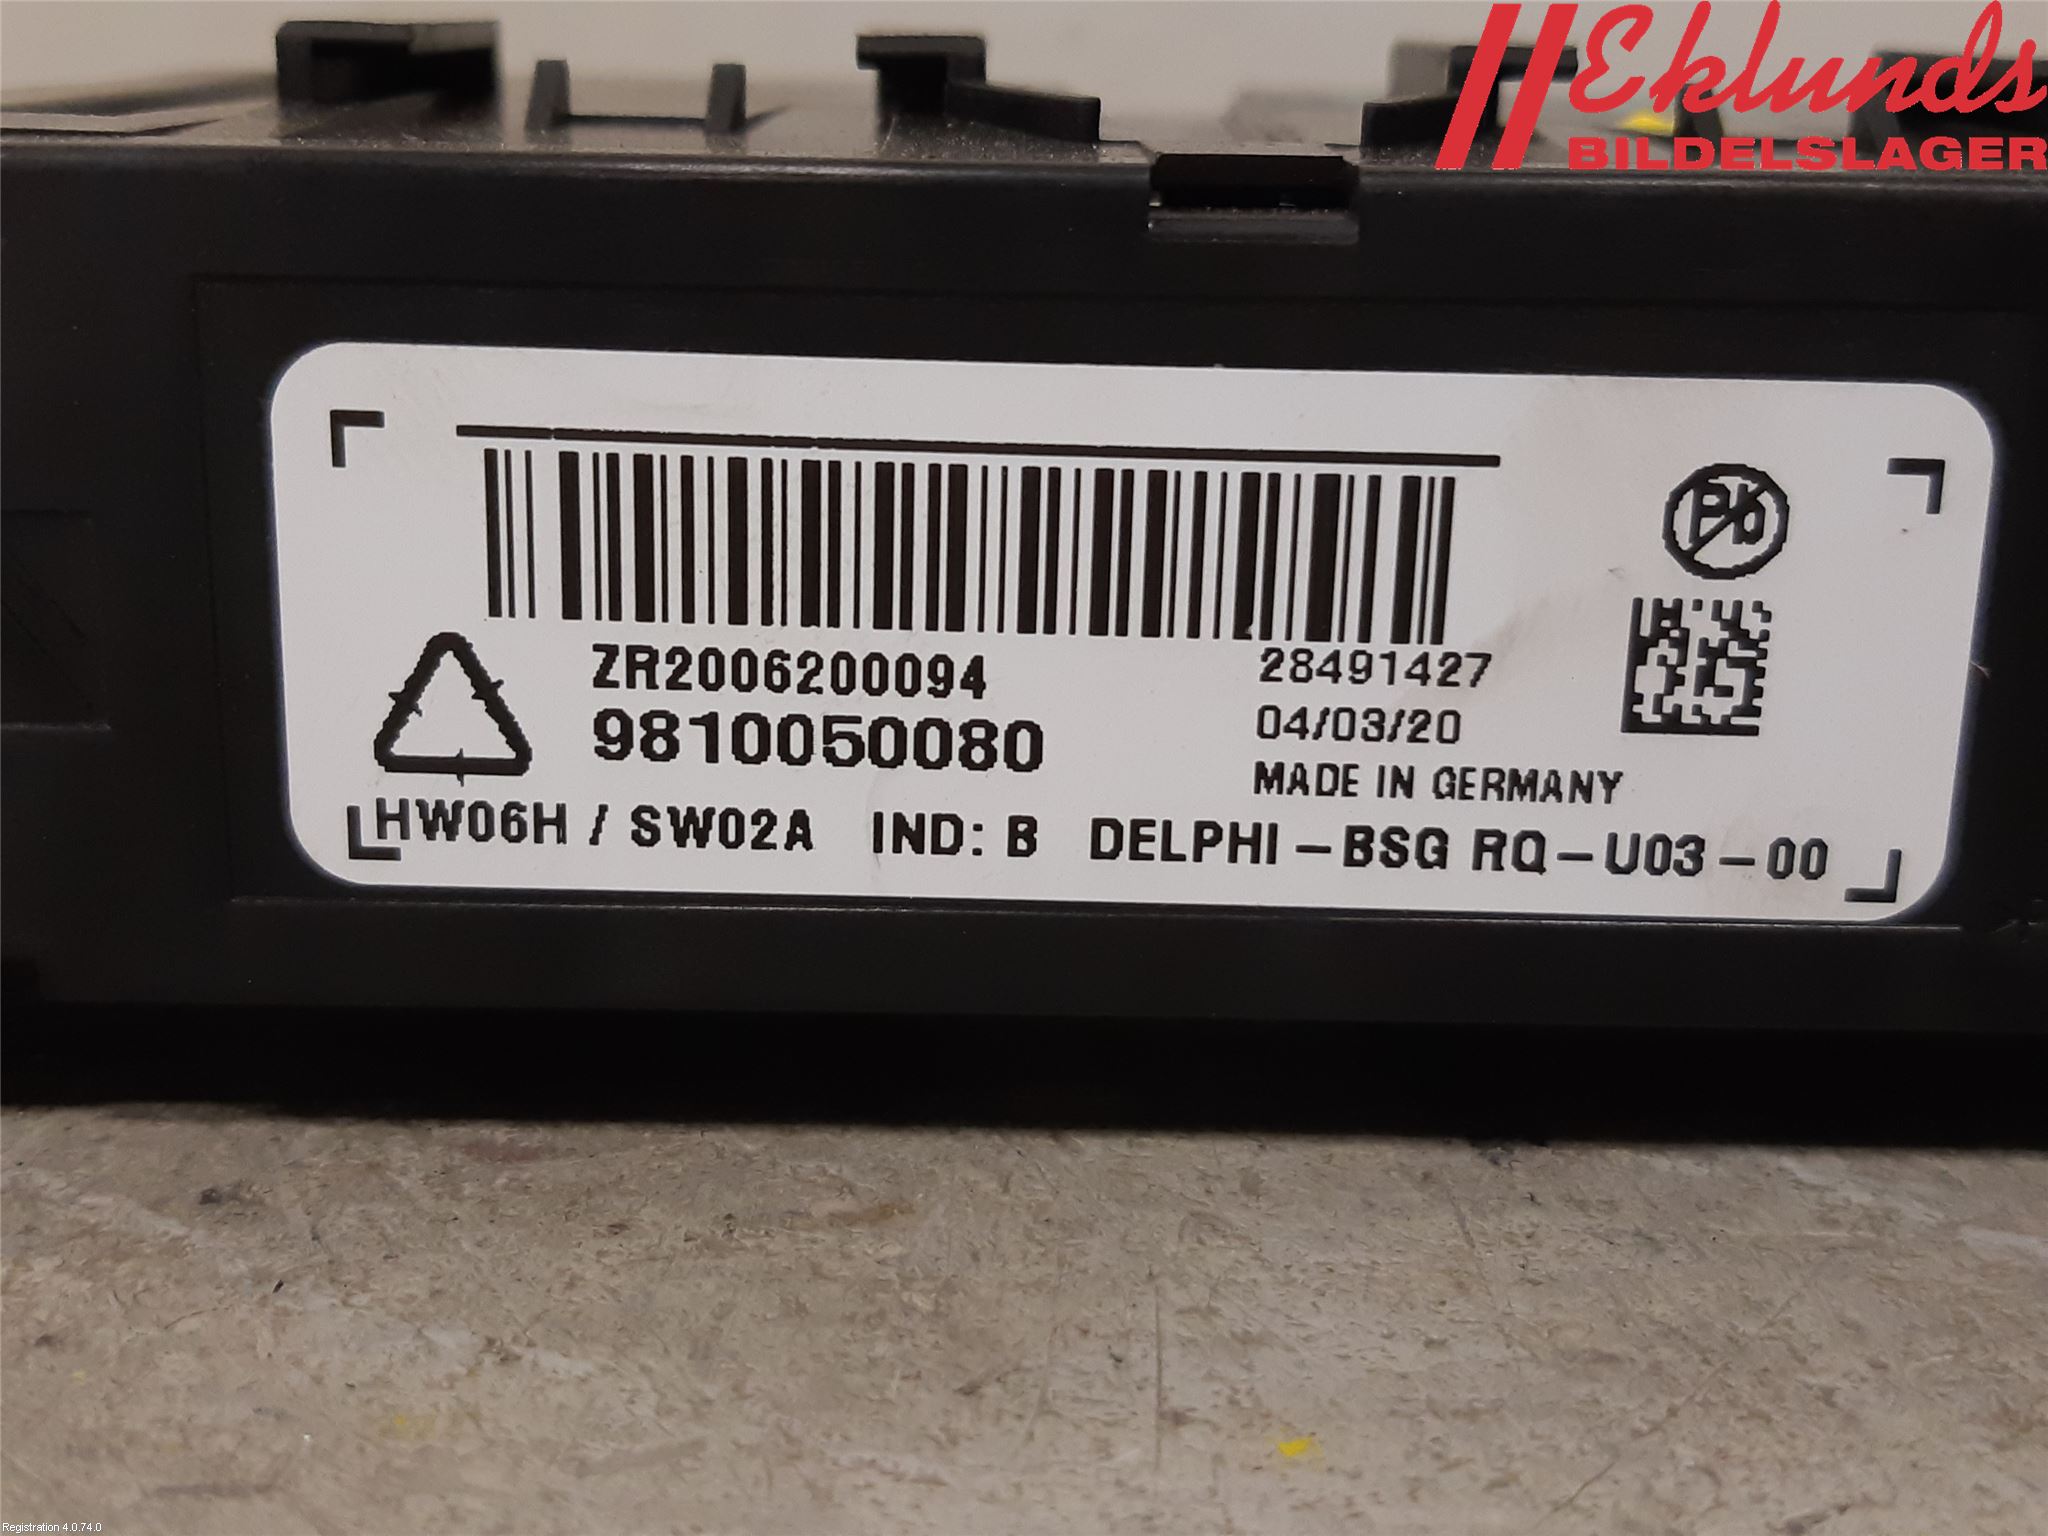 Eklunds
BILDELSLAGER
Pb
ZR2006200094
28491427
9810050080
04/03/20
MADE IN GERMANY
HW06H / SW02A IND: B DELPHI-BSG RQ-U03-00
Registration 4.0.74.0